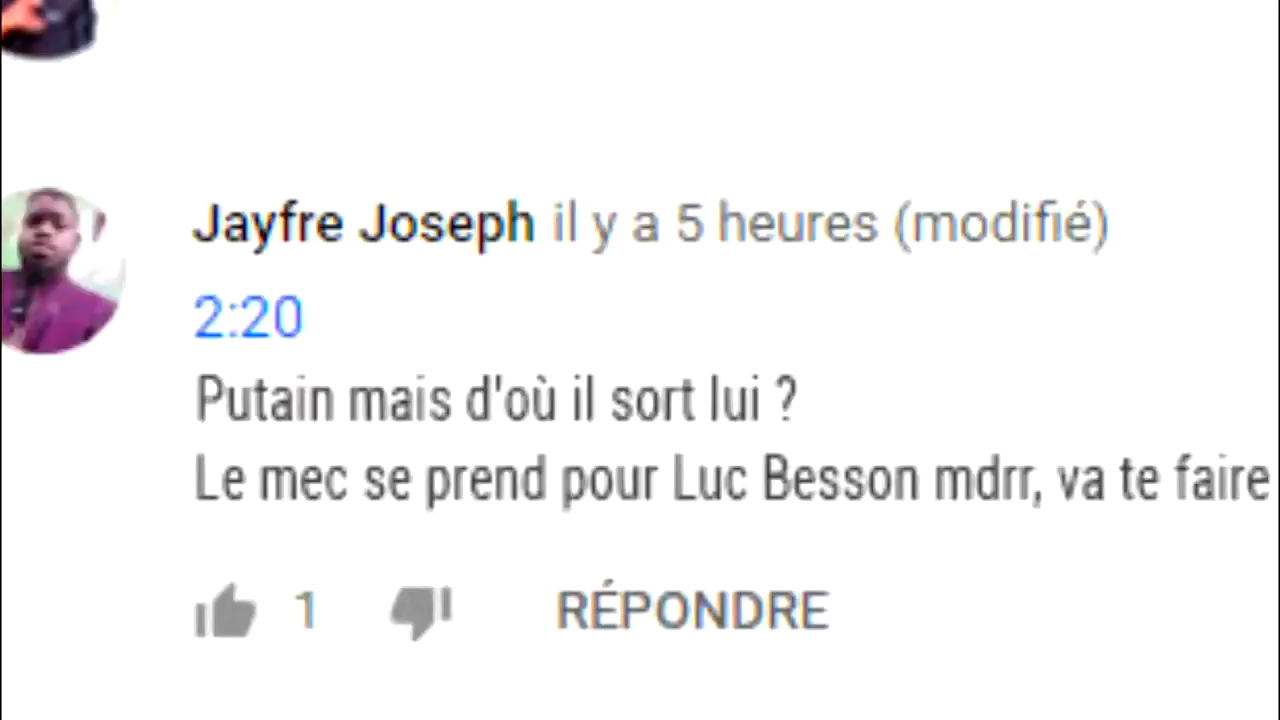 Jayfre Joseph il y a 5 heures (modifié)
2:20
Putain mais d'où il sort lui ?
Le mec se prend pour Luc Besson mdrr, va te faire
1 RÉPONDRE